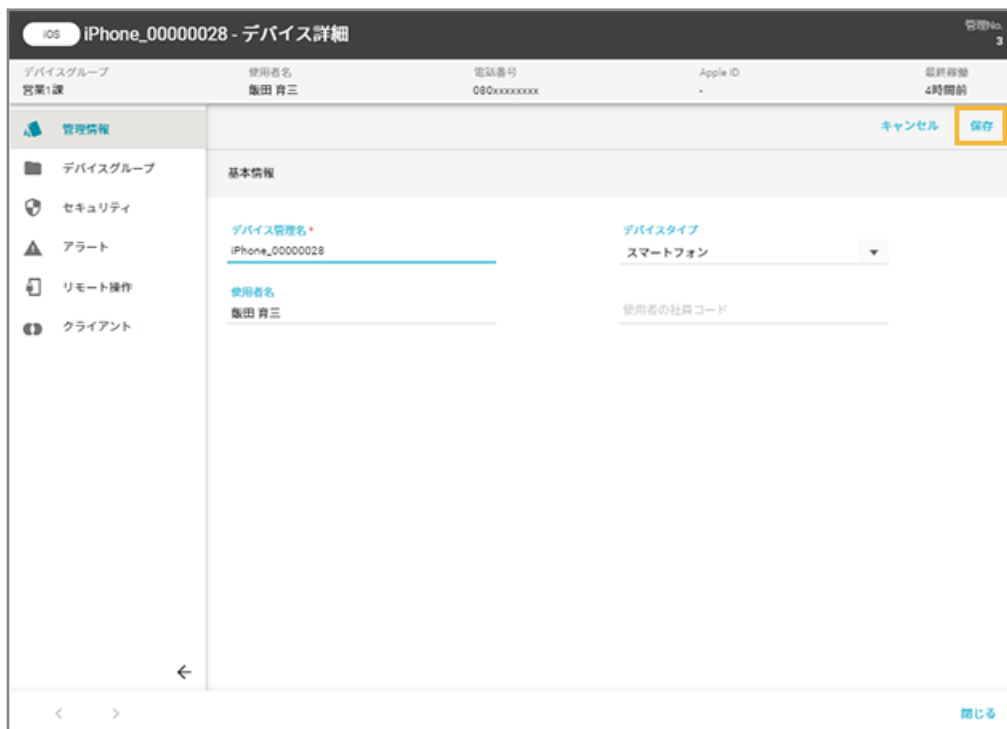 iOS iPhone_00000028 - デバイス詳細
管理No.
3
デバイスグループ 使用者名 電話番号 Apple ID 最終稼働
営業1課 飯田 育三 080xxxxxxxx - 4時間前
管理情報
キャンセル 保存
デバイスグループ
基本情報
セキュリティ
デバイス管理名* デバイスタイプ
アラート
iPhone_00000028 スマートフォン
リモート操作
使用者名
飯田 育三 使用者の社員コード
クライアント
閉じる